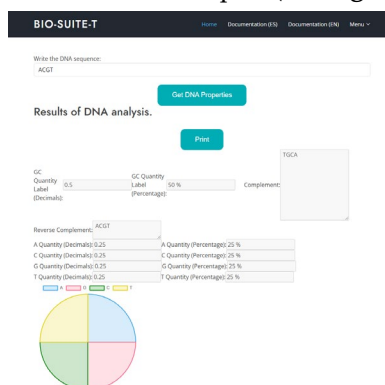 BIO-SUITE-T
Home Documentation (ES) Documentation (EN) Menu
Write the DNA sequence:
ACGT
Get DNA Properties
Results of DNA analysis.
Print
GC Quantity Label (Decimals): 0.5 GC Quantity Label (Percentage): 50 % Complement: TGCA
Reverse Complement: ACGT
A Quantity (Decimals): 0.25 A Quantity (Percentage): 25 %
C Quantity (Decimals): 0.25 C Quantity (Percentage): 25 %
G Quantity (Decimals): 0.25 G Quantity (Percentage): 25 %
T Quantity (Decimals): 0.25 T Quantity (Percentage): 25 %
A G C T